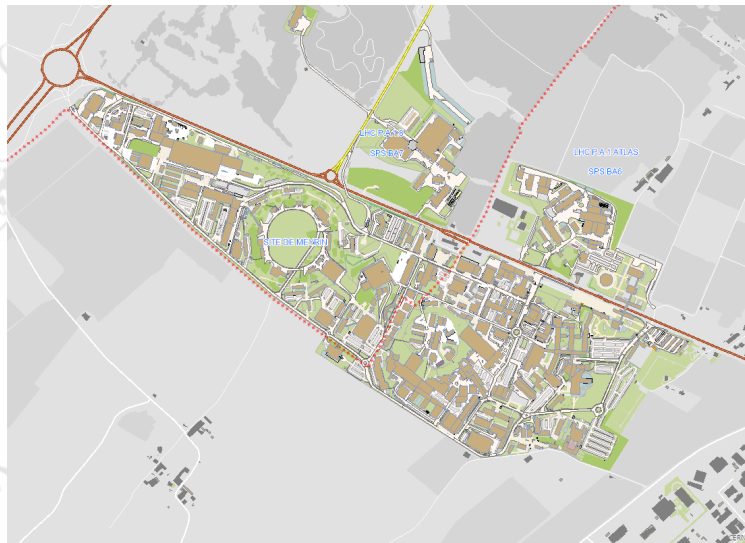 LHC P.A 1.8
SPS BA7
LHC P.A 1 ATLAS
SPS BA6
SITE DE MEYRIN
CERN